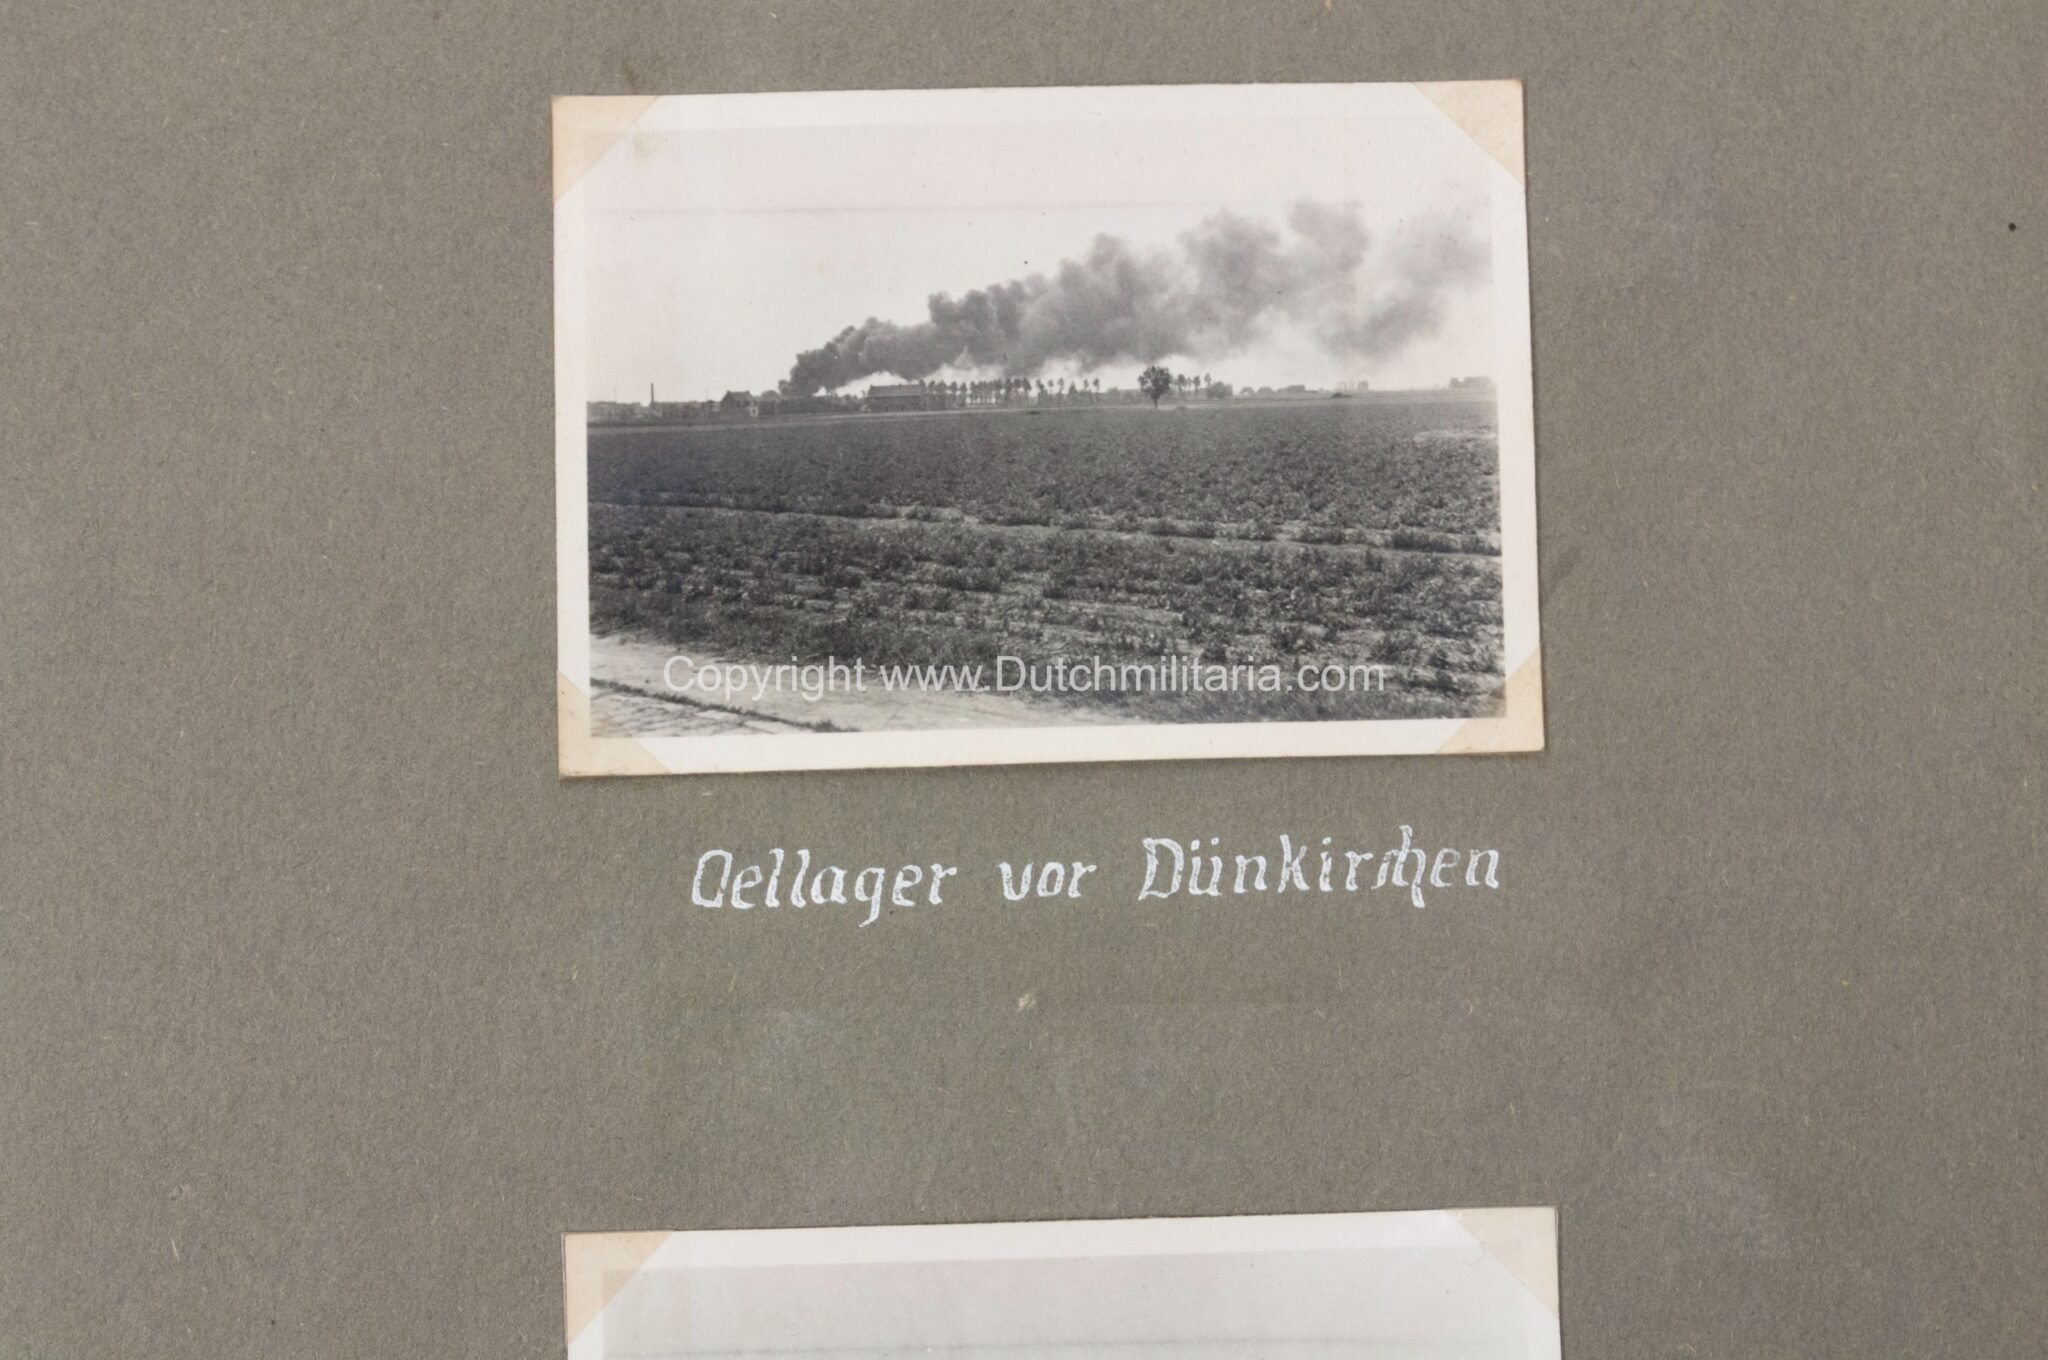 Copyright www.Dutchmilitaria.com
Oellager vor Dünkirchen